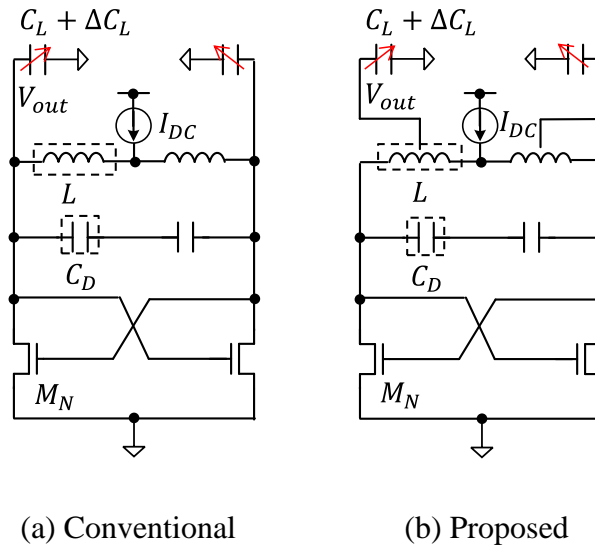 C_L + ΔC_L
V_out
I_DC
L
C_D
M_N
(a) Conventional
C_L + ΔC_L
V_out
I_DC
L
C_D
M_N
(b) Proposed